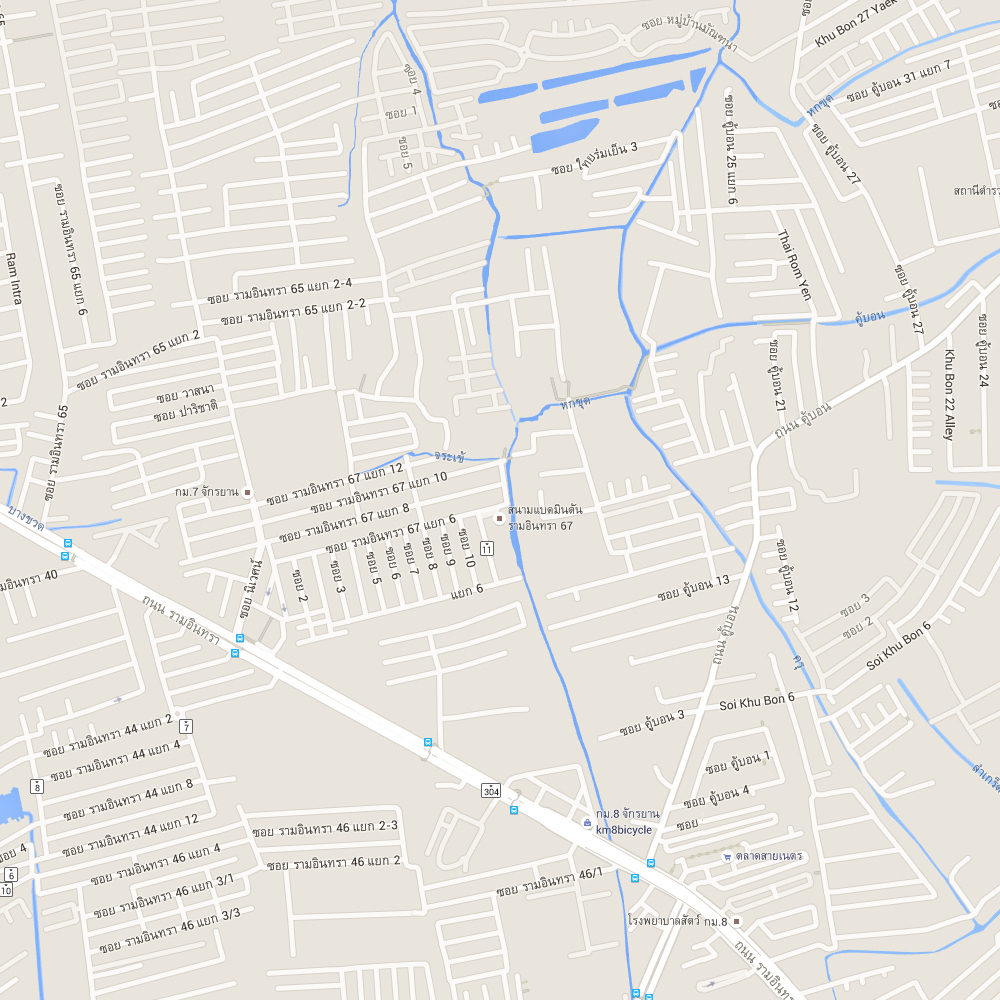 ซอย หมู่บ้านมัณฑนา
Khu Bon 27 Yaek
ซอย 4
ซอย คู้บอน 31 แยก 7
หกขุด
ซอย 1
ซอย 5
ซอย คู้บอน 25 แยก 6
ซอย คู้บอน 27
ซอย ไทยร่มเย็น 3
สถานีตำรว
ซอย รามอินทรา 65 แยก 6
Ram Intra
Thai Rom Yen
ซอย คู้บอน 27
ซอย รามอินทรา 65 แยก 2-4
ซอย รามอินทรา 65 แยก 2-2
คู้บอน
ซอย รามอินทรา 65 แยก 2
ซอย คู้บอน 24
ซอย คู้บอน 21
Khu Bon 22 Alley
ซอย วาสนา
ซอย ปาริชาติ
หกขุด
ถนน คู้บอน
ซอย รามอินทรา 65
จระเข้
ซอย รามอินทรา 67 แยก 12
ซอย รามอินทรา 67 แยก 10
กม.7 จักรยาน
บางชวด
ซอย รามอินทรา 67 แยก 8
ซอย รามอินทรา 67 แยก 6
สนามแบดมินตัน
รามอินทรา 67
11
ซอย 10
ซอย 9
ซอย 8
ซอย 7
ซอย 6
ซอย 5
ซอย 3
ซอย 2
ซอย นิเวศน์
แยก 6
มอินทรา 40
ถนน รามอินทรา
ซอย คู้บอน 13
ซอย คู้บอน 12
ซอย 3
ซอย 2
Soi Khu Bon 6
ถนน คู้บอน
ครุ
Soi Khu Bon 6
ซอย คู้บอน 3
7
ซอย รามอินทรา 44 แยก 2
ซอย รามอินทรา 44 แยก 4
8
ซอย รามอินทรา 44 แยก 8
ซอย คู้บอน 1
ซอย คู้บอน 4
304
กม.8 จักรยาน
km8bicycle
ซอย
ซอย รามอินทรา 44 แยก 12
ซอย รามอินทรา 46 แยก 2-3
อย 4
ซอย รามอินทรา 46 แยก 4
ซอย รามอินทรา 46 แยก 2
ตลาดสายเนตร
6
10
ซอย รามอินทรา 46 แยก 3/1
ซอย รามอินทรา 46/1
ซอย รามอินทรา 46 แยก 3/3
โรงพยาบาลสัตว์ กม.8
ถนน รามอินทร